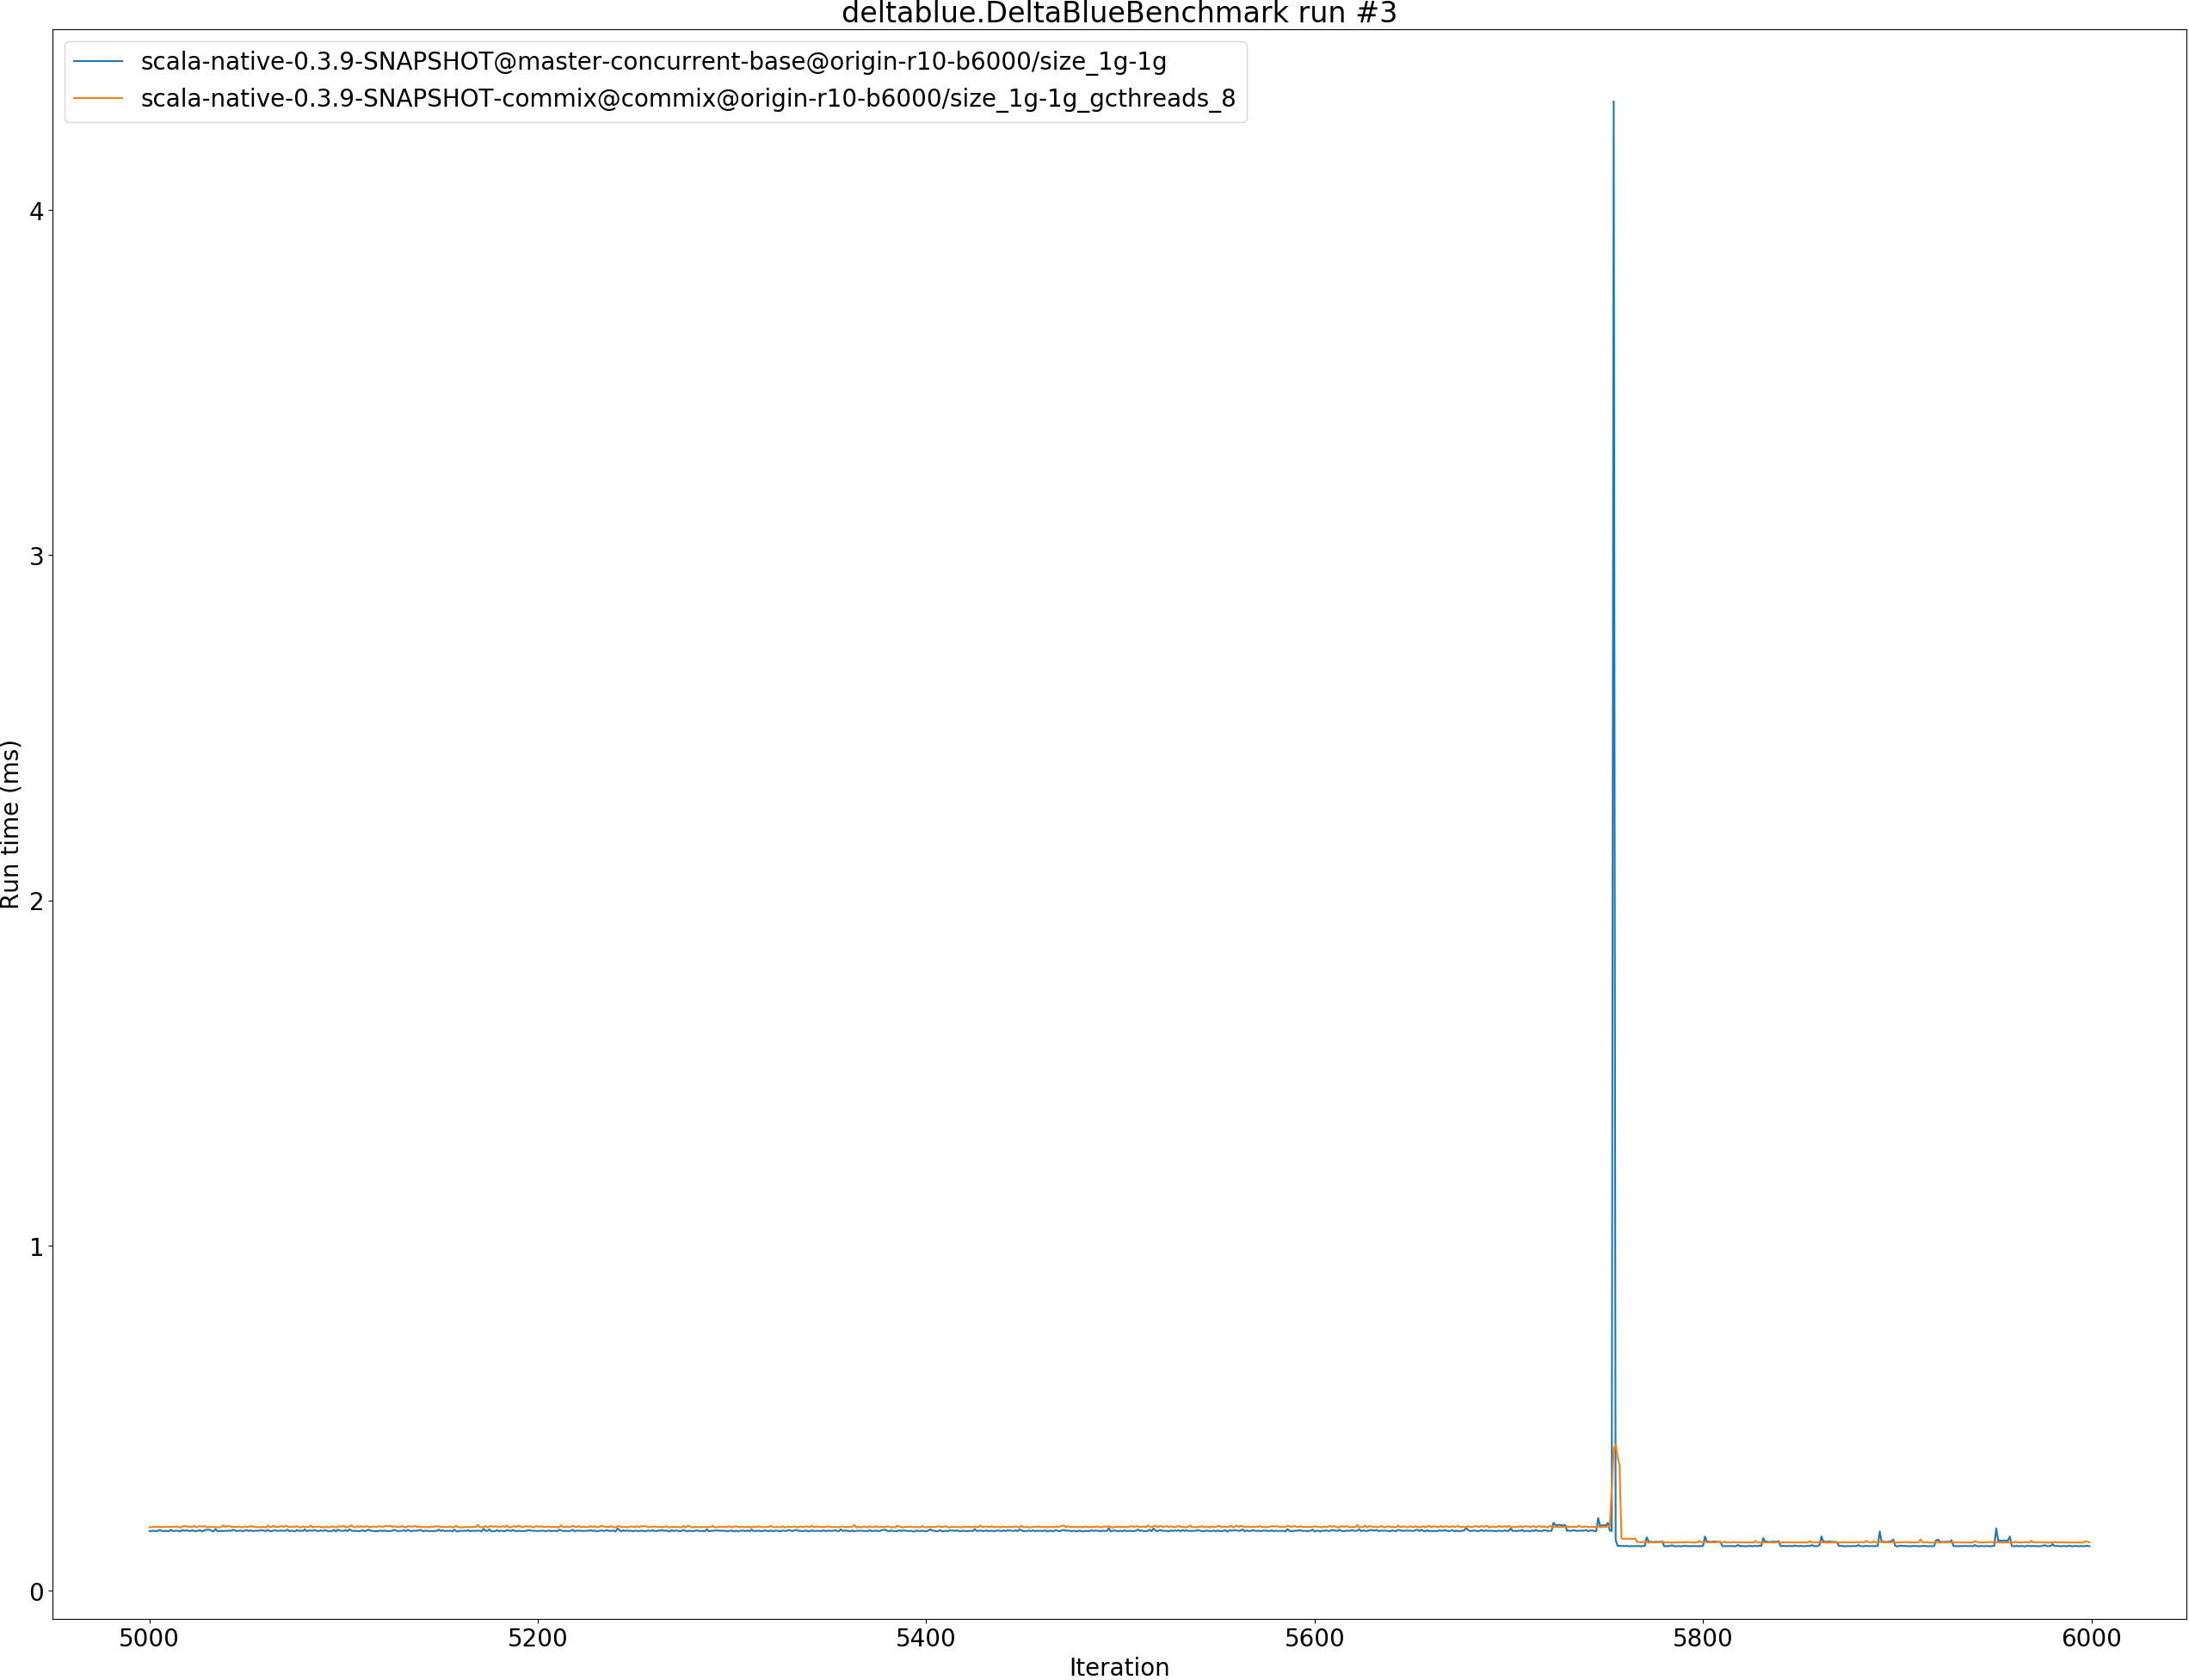 deltablue.DeltaBlueBenchmark run #3
scala-native-0.3.9-SNAPSHOT@master-concurrent-base@origin-r10-b6000/size_1g-1g
scala-native-0.3.9-SNAPSHOT-commix@commix@origin-r10-b6000/size_1g-1g_gcthreads_8
4
3
2
1
0
Run time (ms)
5000 5200 5400 5600 5800 6000
Iteration